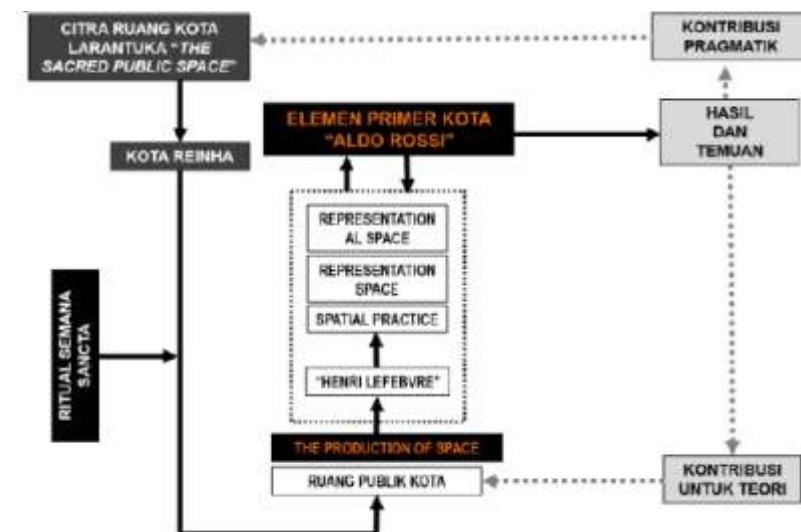 CITRA RUANG KOTA
LARANTUKA "THE
SACRED PUBLIC SPACE"
KONTRIBUSI
PRAGMATIK
ELEMEN PRIMER KOTA
"ALDO ROSSI"
HASIL
DAN
TEMUAN
KOTA REINHA
REPRESENTATION
AL SPACE
REPRESENTATION
SPACE
SPATIAL PRACTICE
RITUAL SEMANA
SANCTA
"HENRI LEFEBVRE"
THE PRODUCTION OF SPACE
RUANG PUBLIK KOTA
KONTRIBUSI
UNTUK TEORI